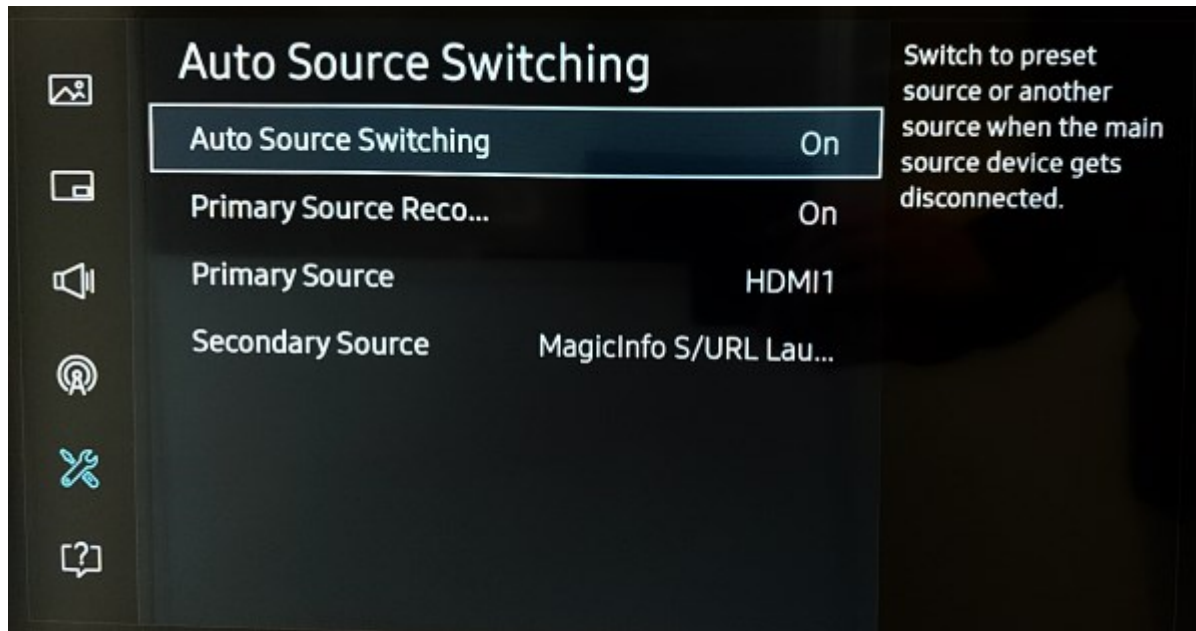 Auto Source Switching
Auto Source Switching On
Primary Source Reco... On
Primary Source HDMI1
Secondary Source MagicInfo S/URL Lau...
Switch to preset
source or another
source when the main
source device gets
disconnected.